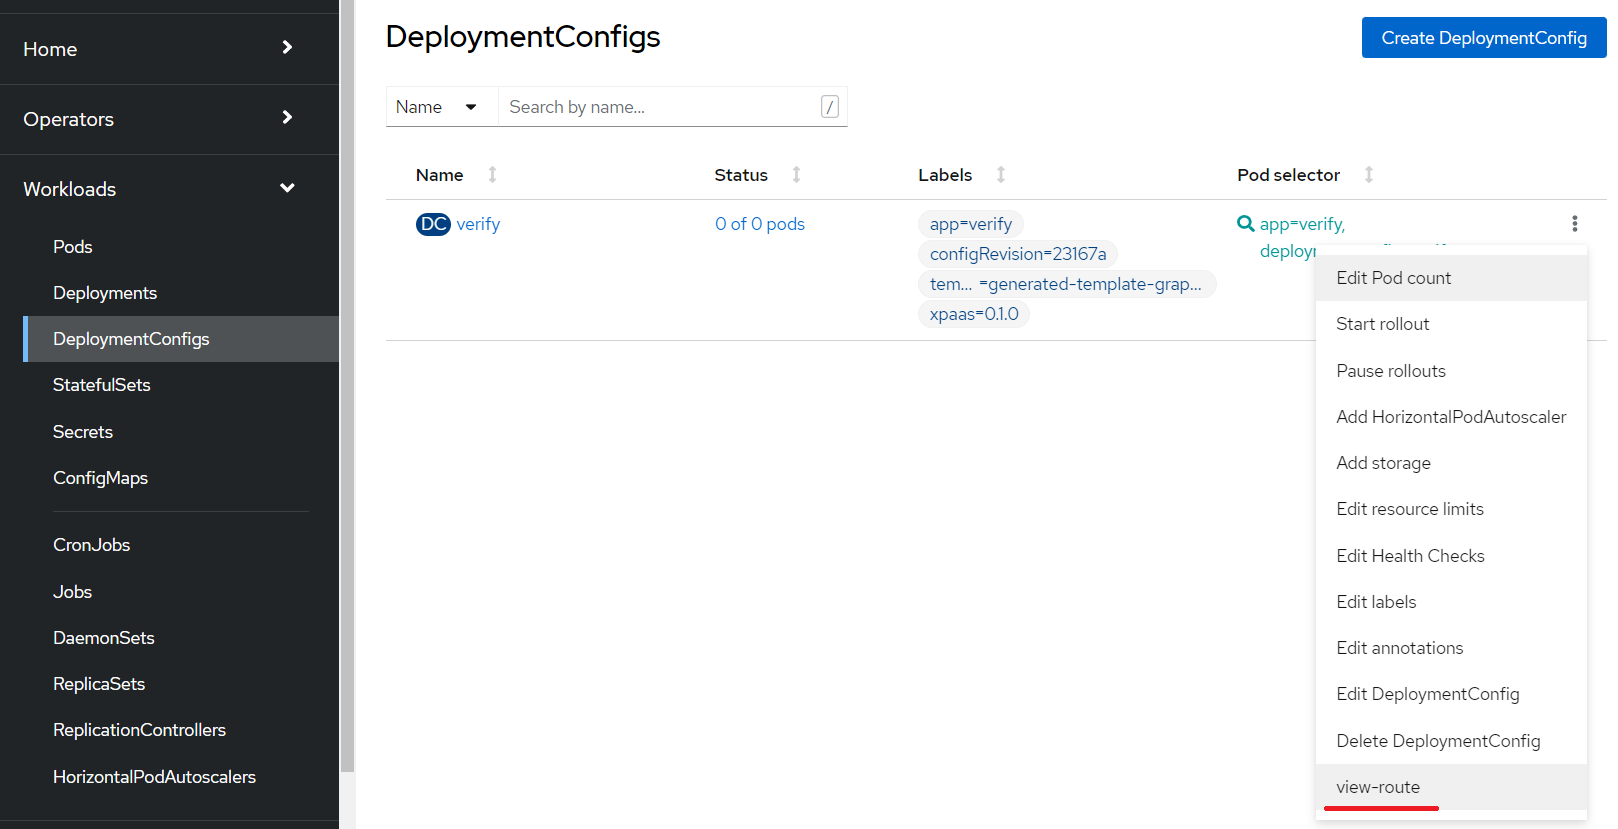 Home
Operators
Workloads
Pods
Deployments
DeploymentConfigs
StatefulSets
Secrets
ConfigMaps
CronJobs
Jobs
DaemonSets
ReplicaSets
ReplicationControllers
HorizontalPodAutoscalers
DeploymentConfigs
Create DeploymentConfig
Name
Search by name...
/
Name Status Labels Pod selector
DC verify 0 of 0 pods app=verify app=verify,
configRevision=23167a
tem... =generated-template-grap...
xpaas=0.1.0
Edit Pod count
Start rollout
Pause rollouts
Add HorizontalPodAutoscaler
Add storage
Edit resource limits
Edit Health Checks
Edit labels
Edit annotations
Edit DeploymentConfig
Delete DeploymentConfig
view-route